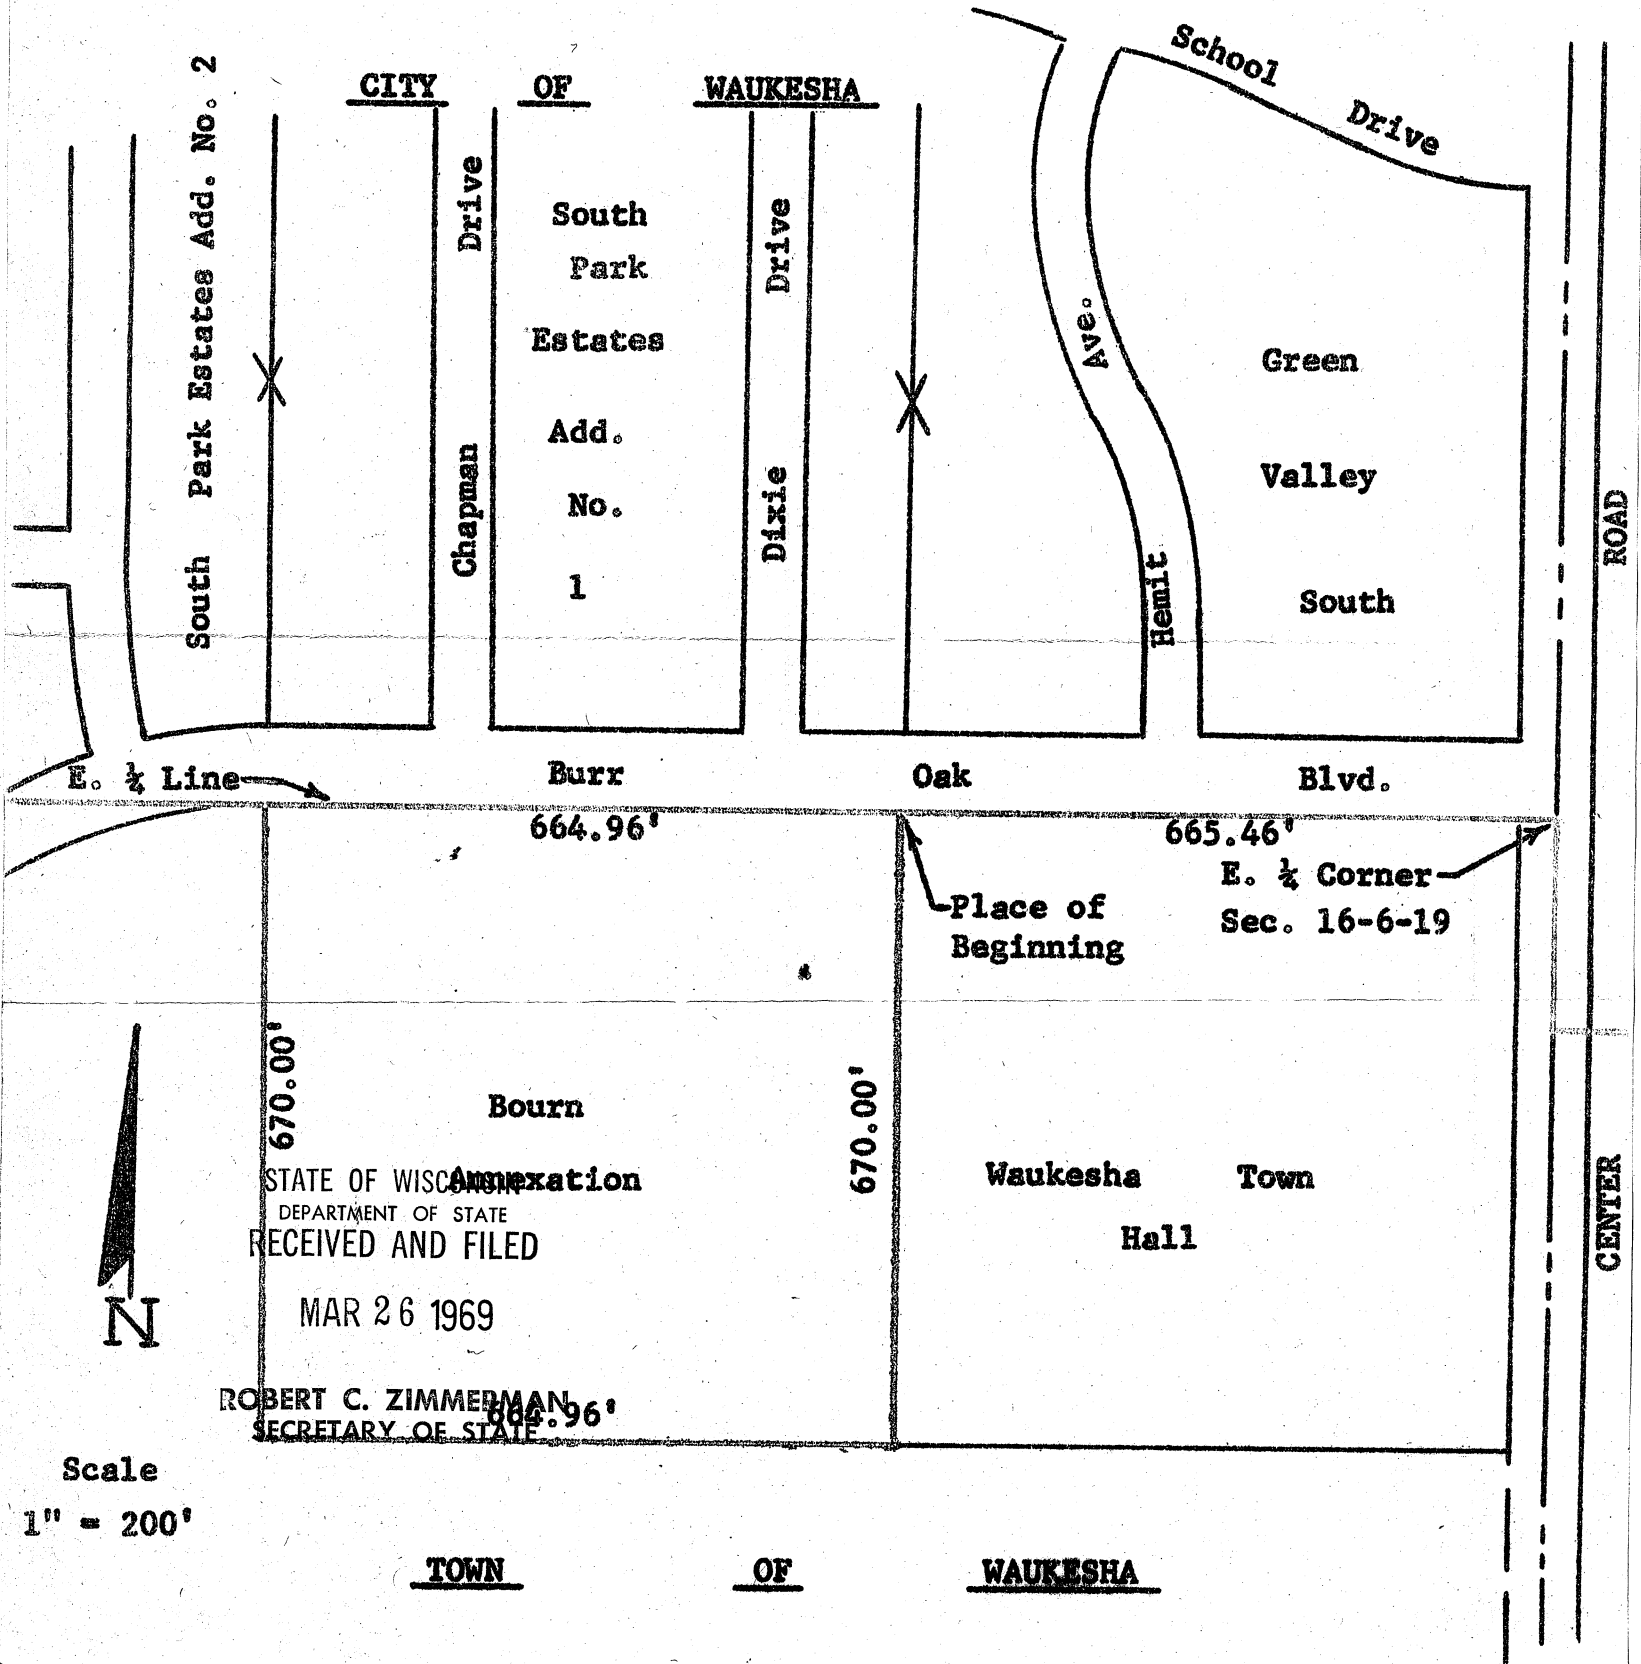 School Drive
CITY OF WAUKESHA
South Park Estates Add. No. 2
Chapman Drive
South
Park
Estates
Add.
No.
1
Dixie Drive
Hemit Ave.
Green
Valley
South
CENTER ROAD
E. ¼ Line
Burr Oak Blvd.
664.96'
665.46'
E. ¼ Corner
Sec. 16-6-19
Place of
Beginning
670.00'
670.00'
Bourn
Annexation
Waukesha Town
Hall
STATE OF WISCONSIN
DEPARTMENT OF STATE
RECEIVED AND FILED
MAR 26 1969
ROBERT C. ZIMMERMAN
SECRETARY OF STATE
664.96'
N
Scale
1" = 200'
TOWN OF WAUKESHA